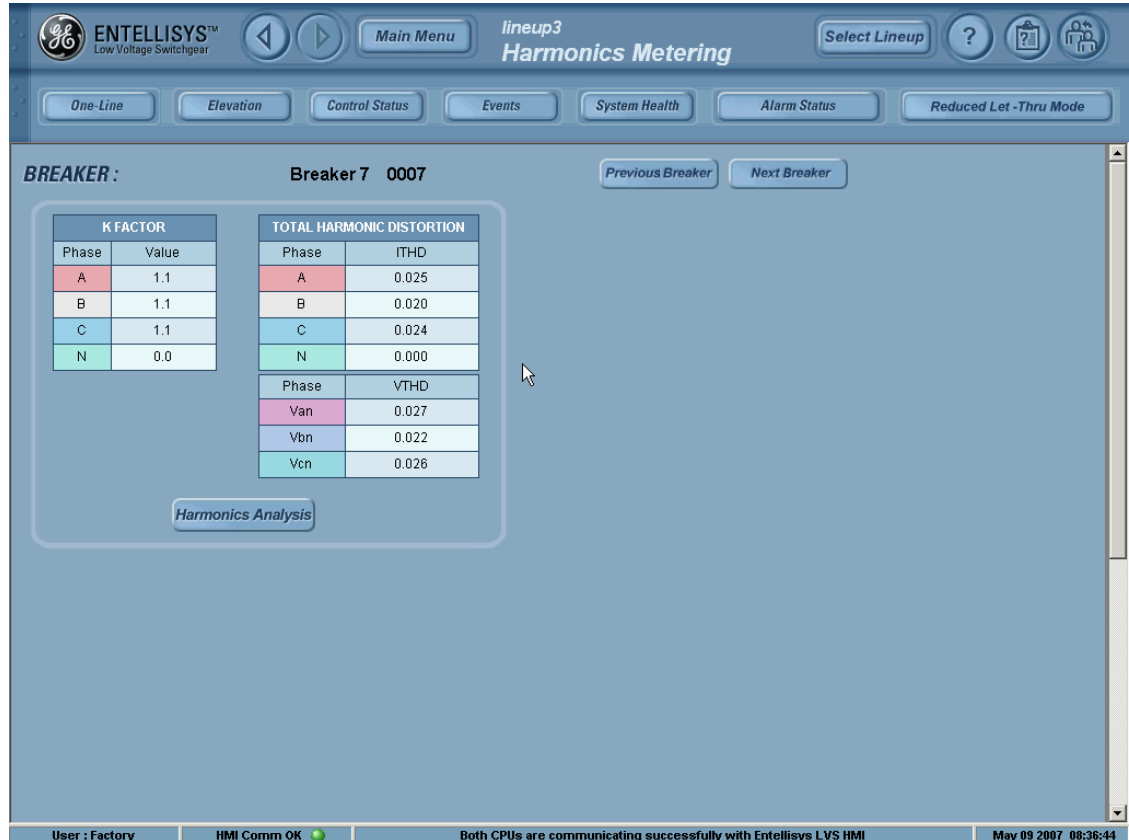 GE ENTELLISYS™
Low Voltage Switchgear
Main Menu
lineup3
Harmonics Metering
Select Lineup
?
?
One-Line
Elevation
Control Status
Events
System Health
Alarm Status
Reduced Let -Thru Mode
BREAKER :
Breaker 7 0007
Previous Breaker
Next Breaker
K FACTOR
Phase Value
A 1.1
B 1.1
C 1.1
N 0.0
TOTAL HARMONIC DISTORTION
Phase ITHD
A 0.025
B 0.020
C 0.024
N 0.000
Phase VTHD
Van 0.027
Vbn 0.022
Vcn 0.026
Harmonics Analysis
User : Factory
HMI Comm OK
Both CPUs are communicating successfully with Entellisys LVS HMI
May 09 2007 08:36:44